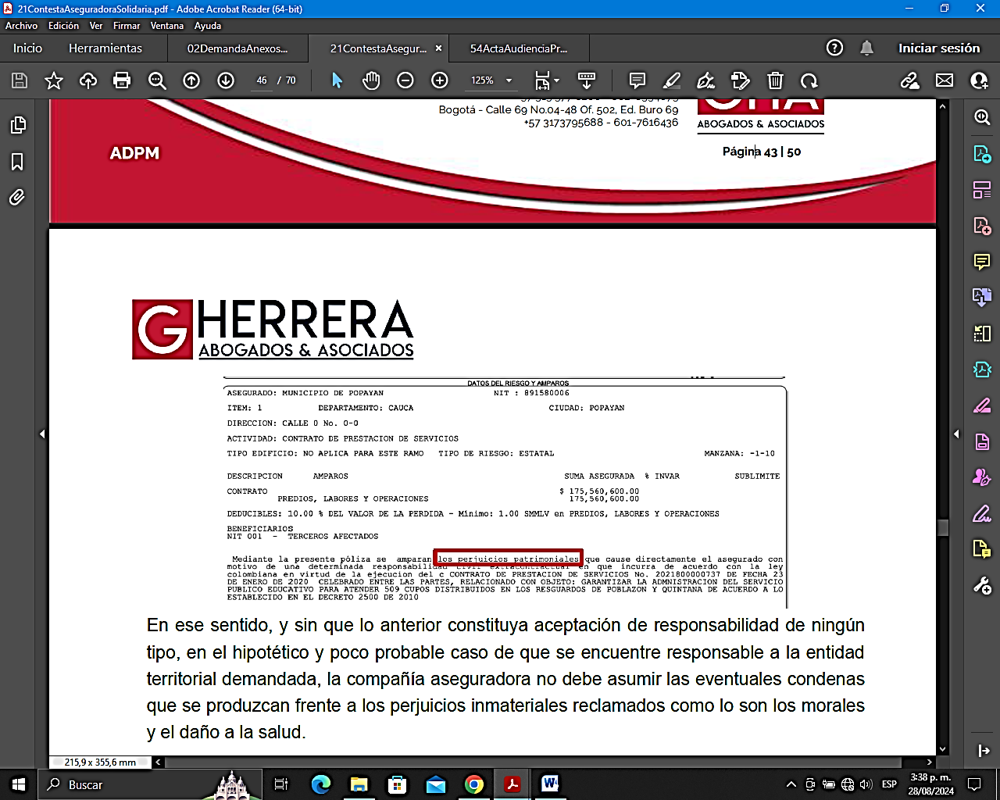 21ContestaAseguradoraSolidaria.pdf - Adobe Acrobat Reader (64-bit)
Archivo Edición Ver Firmar Ventana Ayuda
Inicio Herramientas 02DemandaAnexos... 21ContestaAsegur... × 54ActaAudienciaPr... Iniciar sesión
46 / 70 125%
Bogotá - Calle 69 No.04-48 Of. 502, Ed. Buro 69
+57 3173795688 - 601-7616436
ABOGADOS & ASOCIADOS
ADPM
Página 43 | 50
G HERRERA
ABOGADOS & ASOCIADOS
DATOS DEL RIESGO Y AMPAROS
ASEGURADO: MUNICIPIO DE POPAYAN NIT : 891580006
ITEM: 1 DEPARTAMENTO: CAUCA CIUDAD: POPAYAN
DIRECCION: CALLE 0 No. 0-0
ACTIVIDAD: CONTRATO DE PRESTACION DE SERVICIOS
TIPO EDIFICIO: NO APLICA PARA ESTE RAMO TIPO DE RIESGO: ESTATAL MANZANA: -1-10
DESCRIPCION AMPAROS SUMA ASEGURADA % INVAR SUBLIMITE
CONTRATO $ 175,560,600.00
PREDIOS, LABORES Y OPERACIONES 175,560,600.00
DEDUCIBLES: 10.00 % DEL VALOR DE LA PERDIDA - Mínimo: 1.00 SMMLV en PREDIOS, LABORES Y OPERACIONES
BENEFICIARIOS
NIT 001 - TERCEROS AFECTADOS
Mediante la presente póliza se amparan los perjuicios patrimoniales que cause directamente el asegurado con
motivo de una determinada responsabilidad civil extracontractual en que incurra de acuerdo con la ley
colombiana en virtud de la ejecucion del c CONTRATO DE PRESTACION DE SERVICIOS No. 2021800000737 DE FECHA 23
DE ENERO DE 2020 CELEBRADO ENTRE LAS PARTES, RELACIONADO CON OBJETO: GARANTIZAR LA ADMNISTRACION DEL SERVICIO
PUBLICO EDUCATIVO PARA ATENDER 509 CUPOS DISTRIBUIDOS EN LOS RESGUARDOS DE POBLAZON Y QUINTANA DE ACUERDO A LO
ESTABLECIDO EN EL DECRETO 2500 DE 2010
En ese sentido, y sin que lo anterior constituya aceptación de responsabilidad de ningún
tipo, en el hipotético y poco probable caso de que se encuentre responsable a la entidad
territorial demandada, la compañía aseguradora no debe asumir las eventuales condenas
que se produzcan frente a los perjuicios inmateriales reclamados como lo son los morales
y el daño a la salud.
215,9 x 355,6 mm
Buscar
ESP
3:38 p. m.
28/08/2024